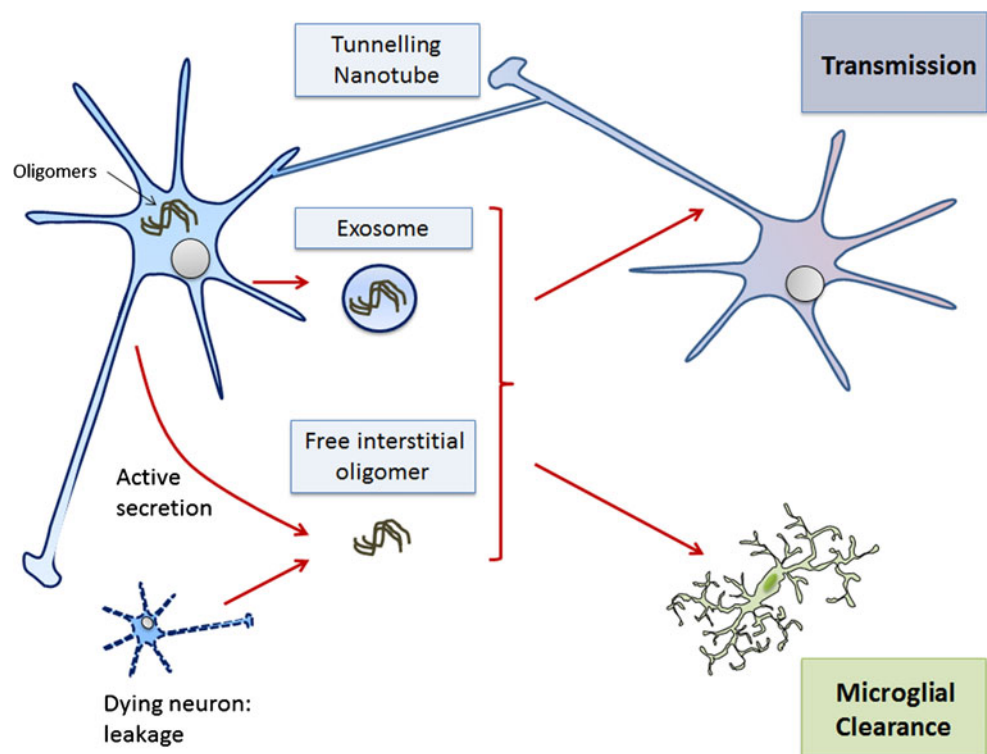 Tunnelling
Nanotube
Transmission
Oligomers
Exosome
Free interstitial
oligomer
Active
secretion
Dying neuron:
leakage
Microglial
Clearance